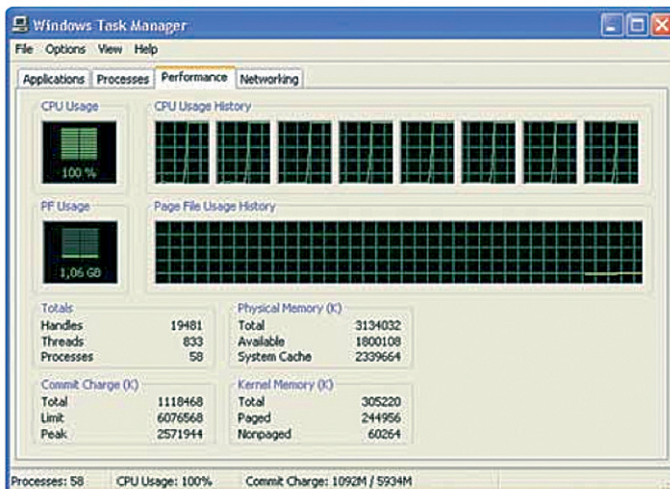 Windows Task Manager
File Options View Help
Applications Processes Performance Networking
CPU Usage CPU Usage History
100 %
PF Usage Page File Usage History
1,06 GB
Totals
Handles 19481
Threads 833
Processes 58
Physical Memory (K)
Total 3134032
Available 1800108
System Cache 2339664
Commit Charge (K)
Total 1118468
Limit 6076568
Peak 2571944
Kernel Memory (K)
Total 305220
Paged 244956
Nonpaged 60264
Processes: 58 CPU Usage: 100% Commit Charge: 1092M / 5934M